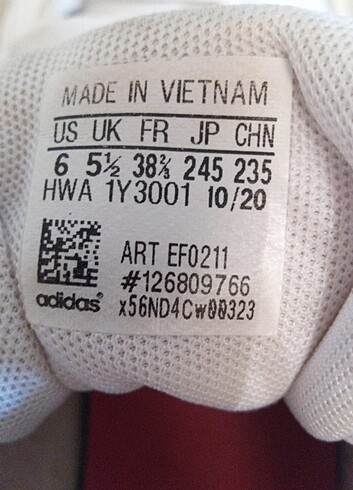 MADE IN VIETNAM
US UK FR JP CHN
6 5½ 38⅔ 245 235
HWA 1Y3001 10/20
ART EF0211
#126809766
adidas® x56ND4Cw00323